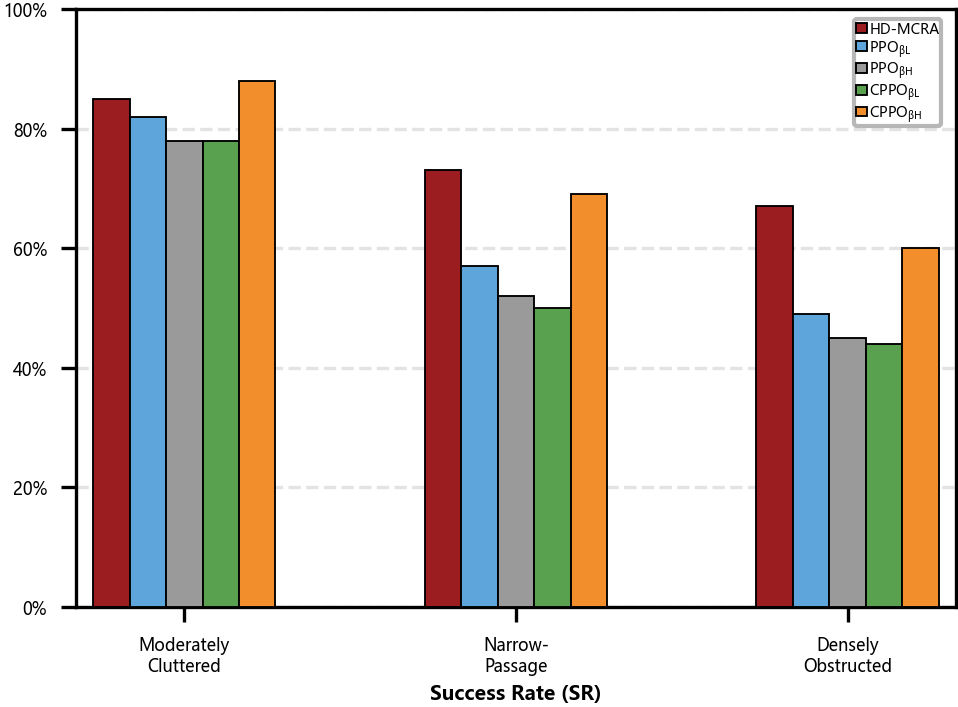 100%
80%
60%
40%
20%
0%
HD-MCRA
PPOβL
PPOβH
CPPOβL
CPPOβH
Moderately
Cluttered
Narrow-
Passage
Densely
Obstructed
Success Rate (SR)